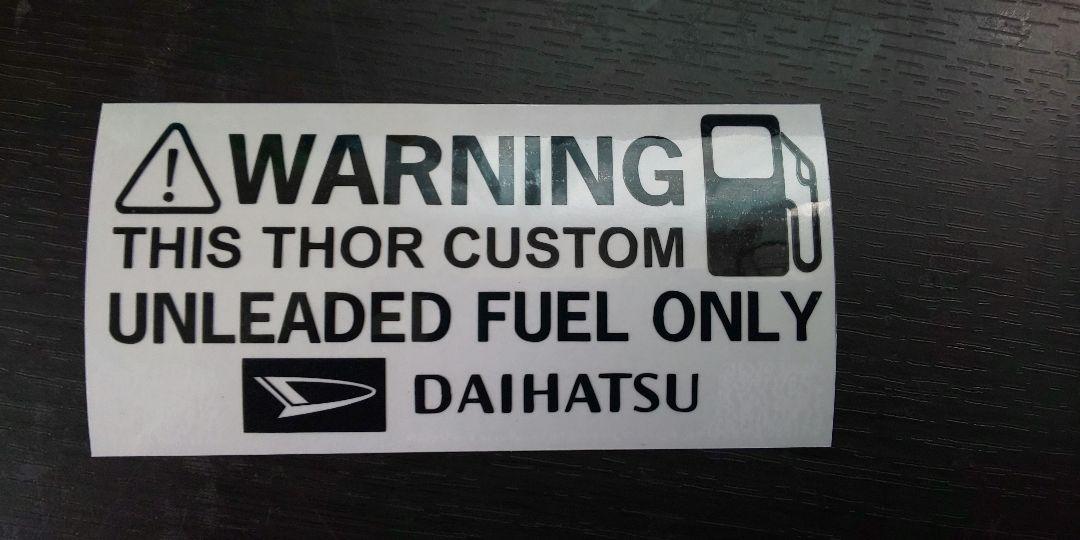 WARNING
THIS THOR CUSTOM
UNLEADED FUEL ONLY
DAIHATSU